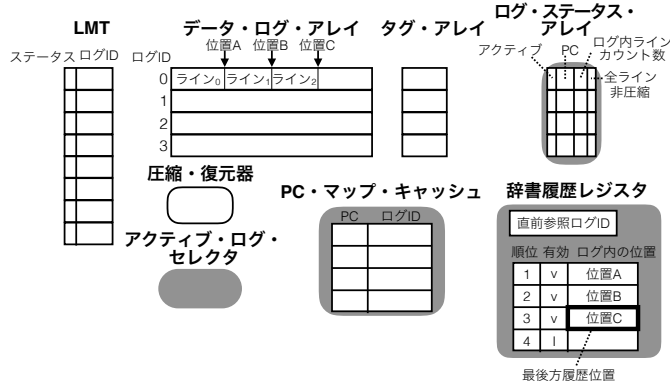 LMT
ステータス ログID
データ・ログ・アレイ
位置A 位置B 位置C
ログID
0 ライン₀ ライン₁ ライン₂
1
2
3
タグ・アレイ
ログ・ステータス・
アレイ
アクティブ PC ログ内ライン
カウント数
全ライン
非圧縮
圧縮・復元器
アクティブ・ログ・
セレクタ
PC・マップ・キャッシュ
PC ログID
辞書履歴レジスタ
直前参照ログID
順位 有効 ログ内の位置
1 v 位置A
2 v 位置B
3 v 位置C
4 I
最後方履歴位置